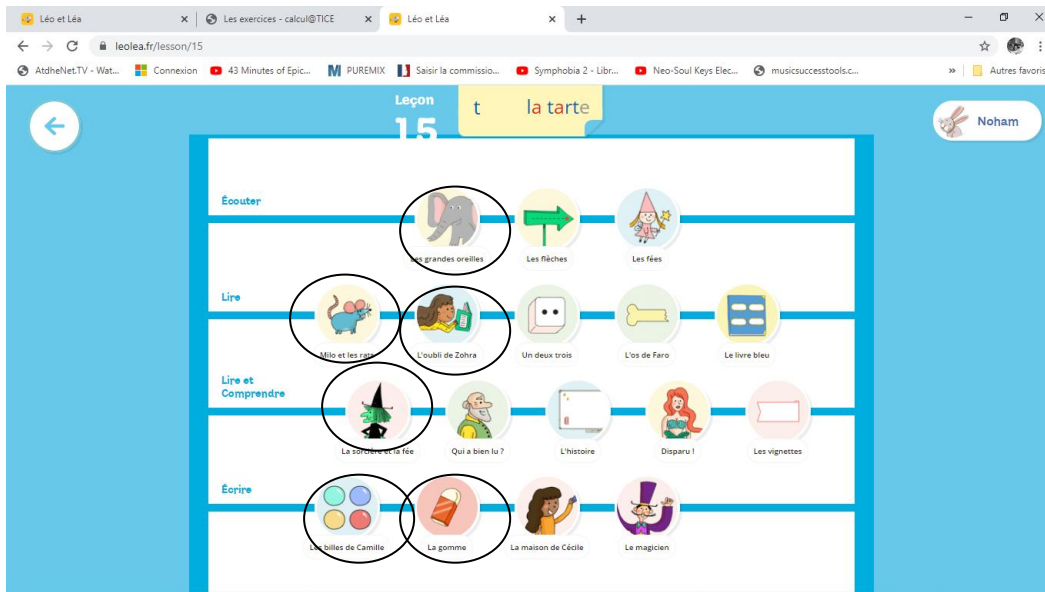 Léo et Léa
Les exercices - calcul@TICE
Léo et Léa
leolea.fr/lesson/15
AtdheNet.TV - Wat...
Connexion
43 Minutes of Epic...
PUREMIX
Saisir la commissio...
Symphobia 2 - Libr...
Neo-Soul Keys Elec...
musicsuccesstools.c...
»
Autres favoris
Leçon
15
t la tarte
Noham
Écouter
Les grandes oreilles
Les flèches
Les fées
Lire
Milo et les rats
L'oubli de Zohra
Un deux trois
L'os de Faro
Le livre bleu
Lire et
Comprendre
La sorcière et la fée
Qui a bien lu ?
L'histoire
Disparu !
Les vignettes
Écrire
Les billes de Camille
La gomme
La maison de Cécile
Le magicien